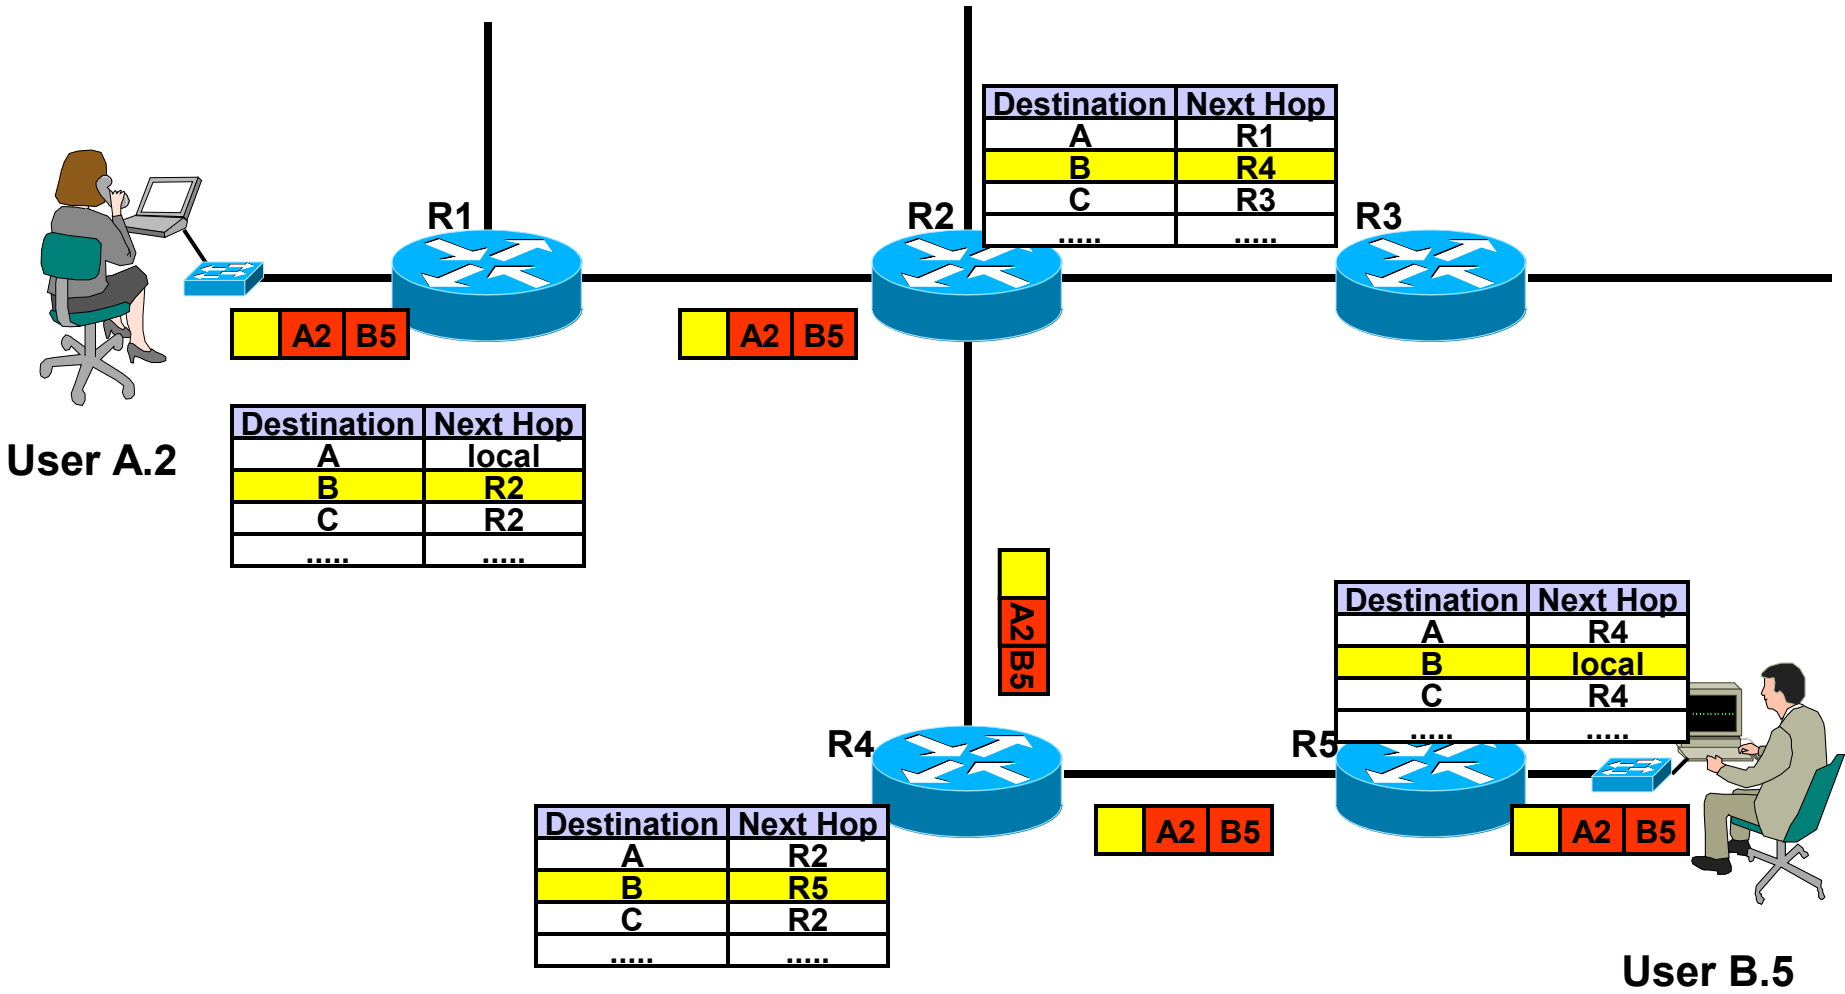 Destination Next Hop
A R1
B R4
C R3
..... .....
R1
R2
R3
A2 B5
A2 B5
User A.2
Destination Next Hop
A local
B R2
C R2
..... .....
A2 B5
Destination Next Hop
A R4
B local
C R4
..... .....
R4
R5
Destination Next Hop
A R2
B R5
C R2
..... .....
A2 B5
A2 B5
User B.5